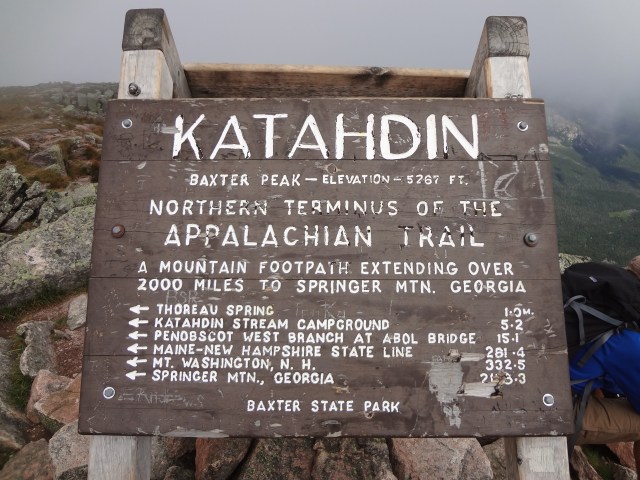 KATAHDIN
BAXTER PEAK - ELEVATION - 5267 FT.
NORTHERN TERMINUS OF THE
APPALACHIAN TRAIL
A MOUNTAIN FOOTPATH EXTENDING OVER
2000 MILES TO SPRINGER MTN. GEORGIA
← THOREAU SPRING 1.0 M.
← KATAHDIN STREAM CAMPGROUND 5.2
← PENOBSCOT WEST BRANCH AT ABOL BRIDGE 15.1
← MAINE-NEW HAMPSHIRE STATE LINE 281.4
← MT. WASHINGTON, N. H. 332.5
← SPRINGER MTN., GEORGIA
BAXTER STATE PARK